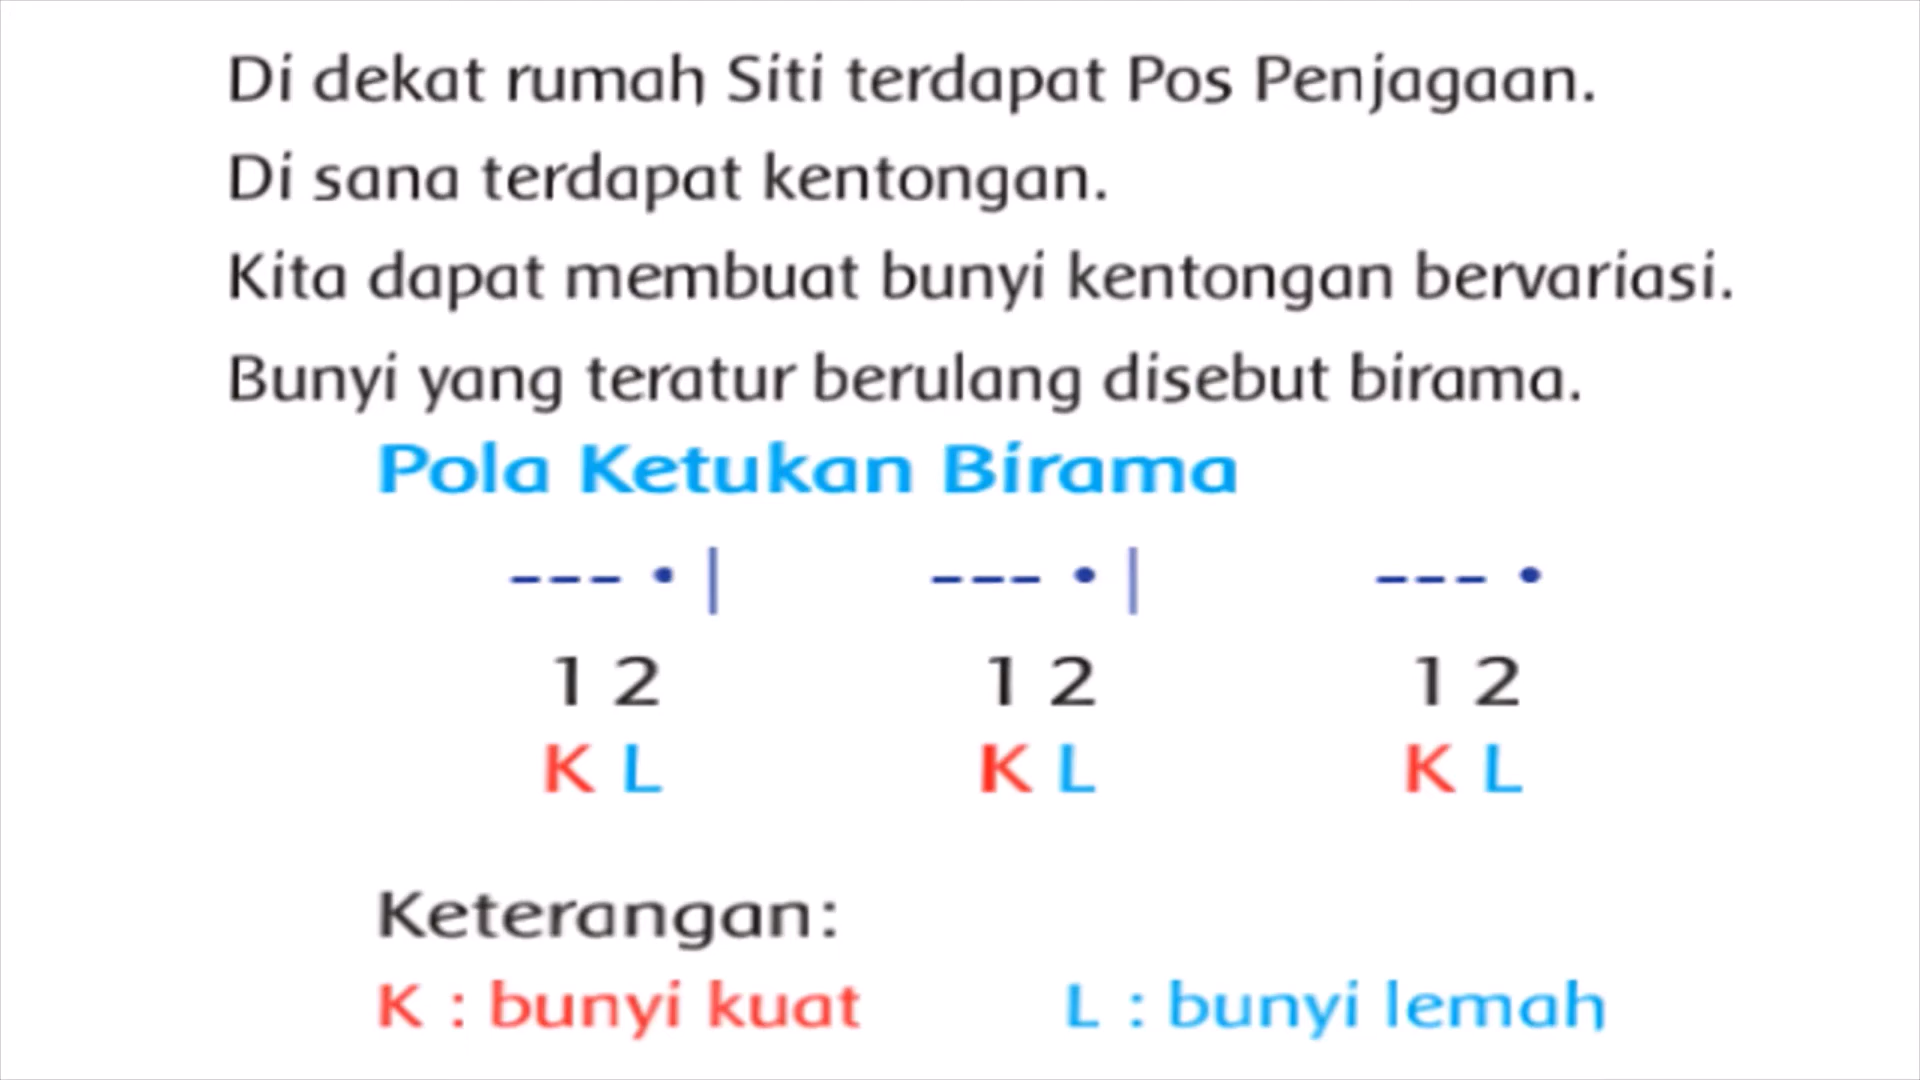 Di dekat rumah Siti terdapat Pos Penjagaan.
Di sana terdapat kentongan.
Kita dapat membuat bunyi kentongan bervariasi.
Bunyi yang teratur berulang disebut birama.
Pola Ketukan Birama
--- • | --- • | --- •
1 2 1 2 1 2
K L K L K L
Keterangan:
K : bunyi kuat L : bunyi lemah